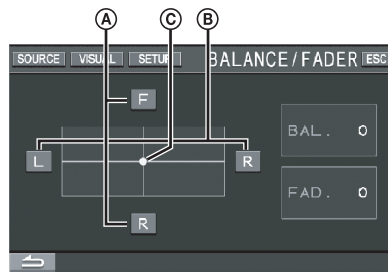 A C B
SOURCE VISUAL SETUP BALANCE/FADER ESC
F
BAL. 0
L R
FAD. 0
R